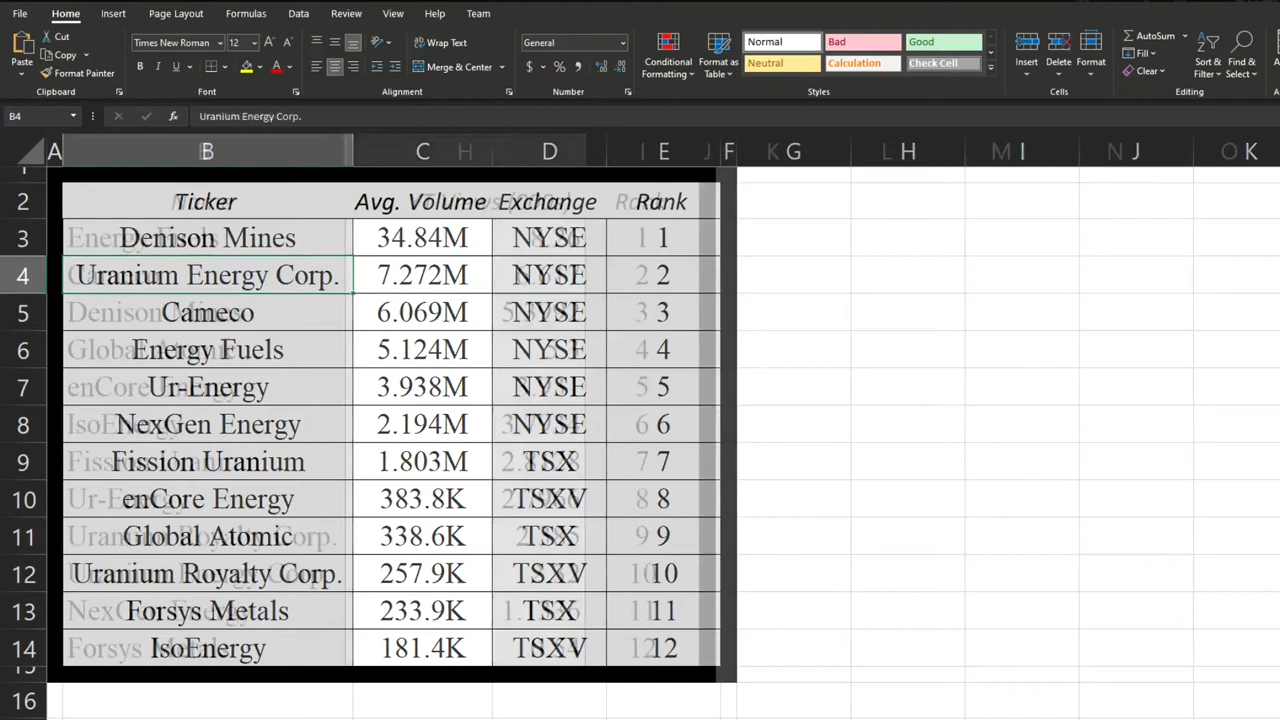 File Home Insert Page Layout Formulas Data Review View Help Team
Paste Cut Copy Format Painter Clipboard
Times New Roman 12 B I U A Font
Wrap Text Merge & Center Alignment
General $ % Number
Conditional Formatting Format as Table
Normal Bad Good
Neutral Calculation Check Cell
Styles
Insert Delete Format Cells
AutoSum Fill Clear Sort & Filter Find & Select Editing
B4 fx Uranium Energy Corp.
A B C H D I E J F K G L H M I N J O K
2 Ticker Avg. Volume Exchange Rank
3 Denison Mines 34.84M NYSE 1 1
4 Uranium Energy Corp. 7.272M NYSE 2 2
5 Denison Mines Cameco 6.069M NYSE 3 3
6 Energy Fuels 5.124M NYSE 4 4
7 enCore Energy Ur-Energy 3.938M NYSE 5 5
8 NexGen Energy 2.194M NYSE 6 6
9 Fission Uranium 1.803M TSX 7 7
10 enCore Energy 383.8K TSXV 8 8
11 Global Atomic 338.6K TSX 9 9
12 Uranium Royalty Corp. 257.9K TSXV 10 10
13 Forsys Metals 233.9K TSX 11 11
14 IsoEnergy 181.4K TSXV 12 12
15
16